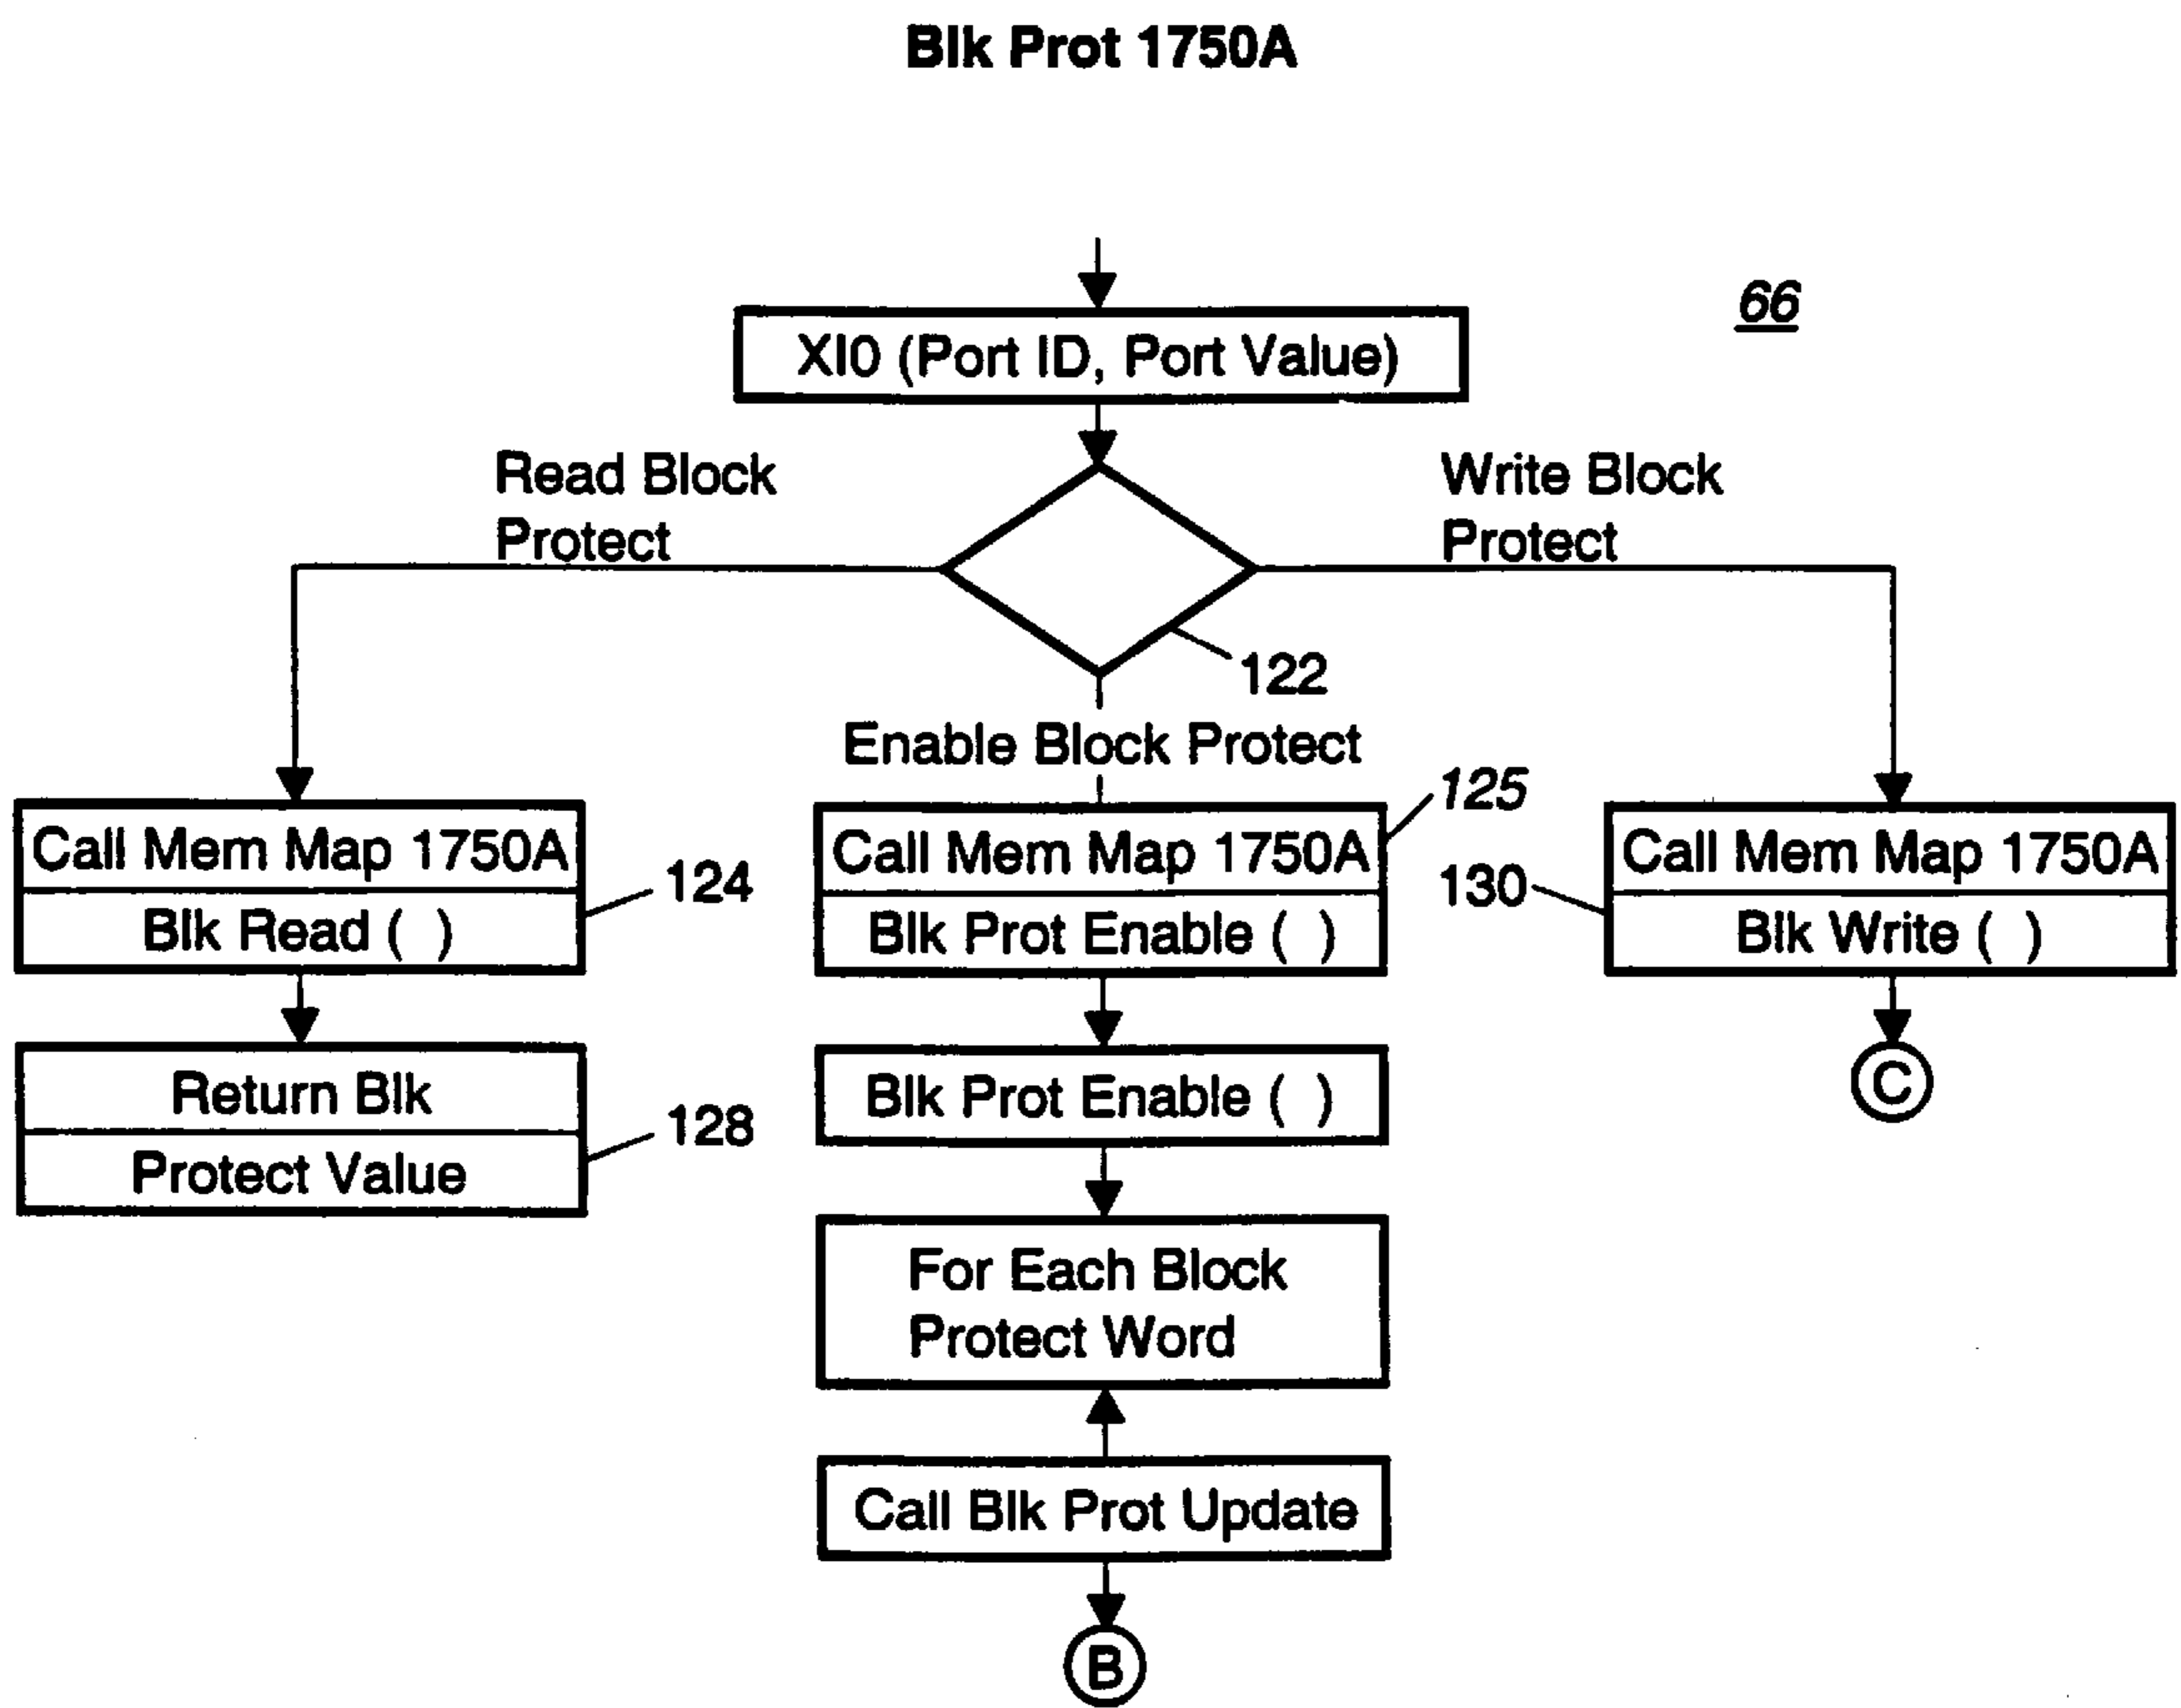 Blk Prot 1750A
66
XI0 (Port ID, Port Value)
Read Block
Protect
Write Block
Protect
122
Enable Block Protect
125
Call Mem Map 1750A
Blk Read ( )
124
Call Mem Map 1750A
Blk Prot Enable ( )
130
Call Mem Map 1750A
Blk Write ( )
Return Blk
Protect Value
128
Blk Prot Enable ( )
C
For Each Block
Protect Word
Call Blk Prot Update
B